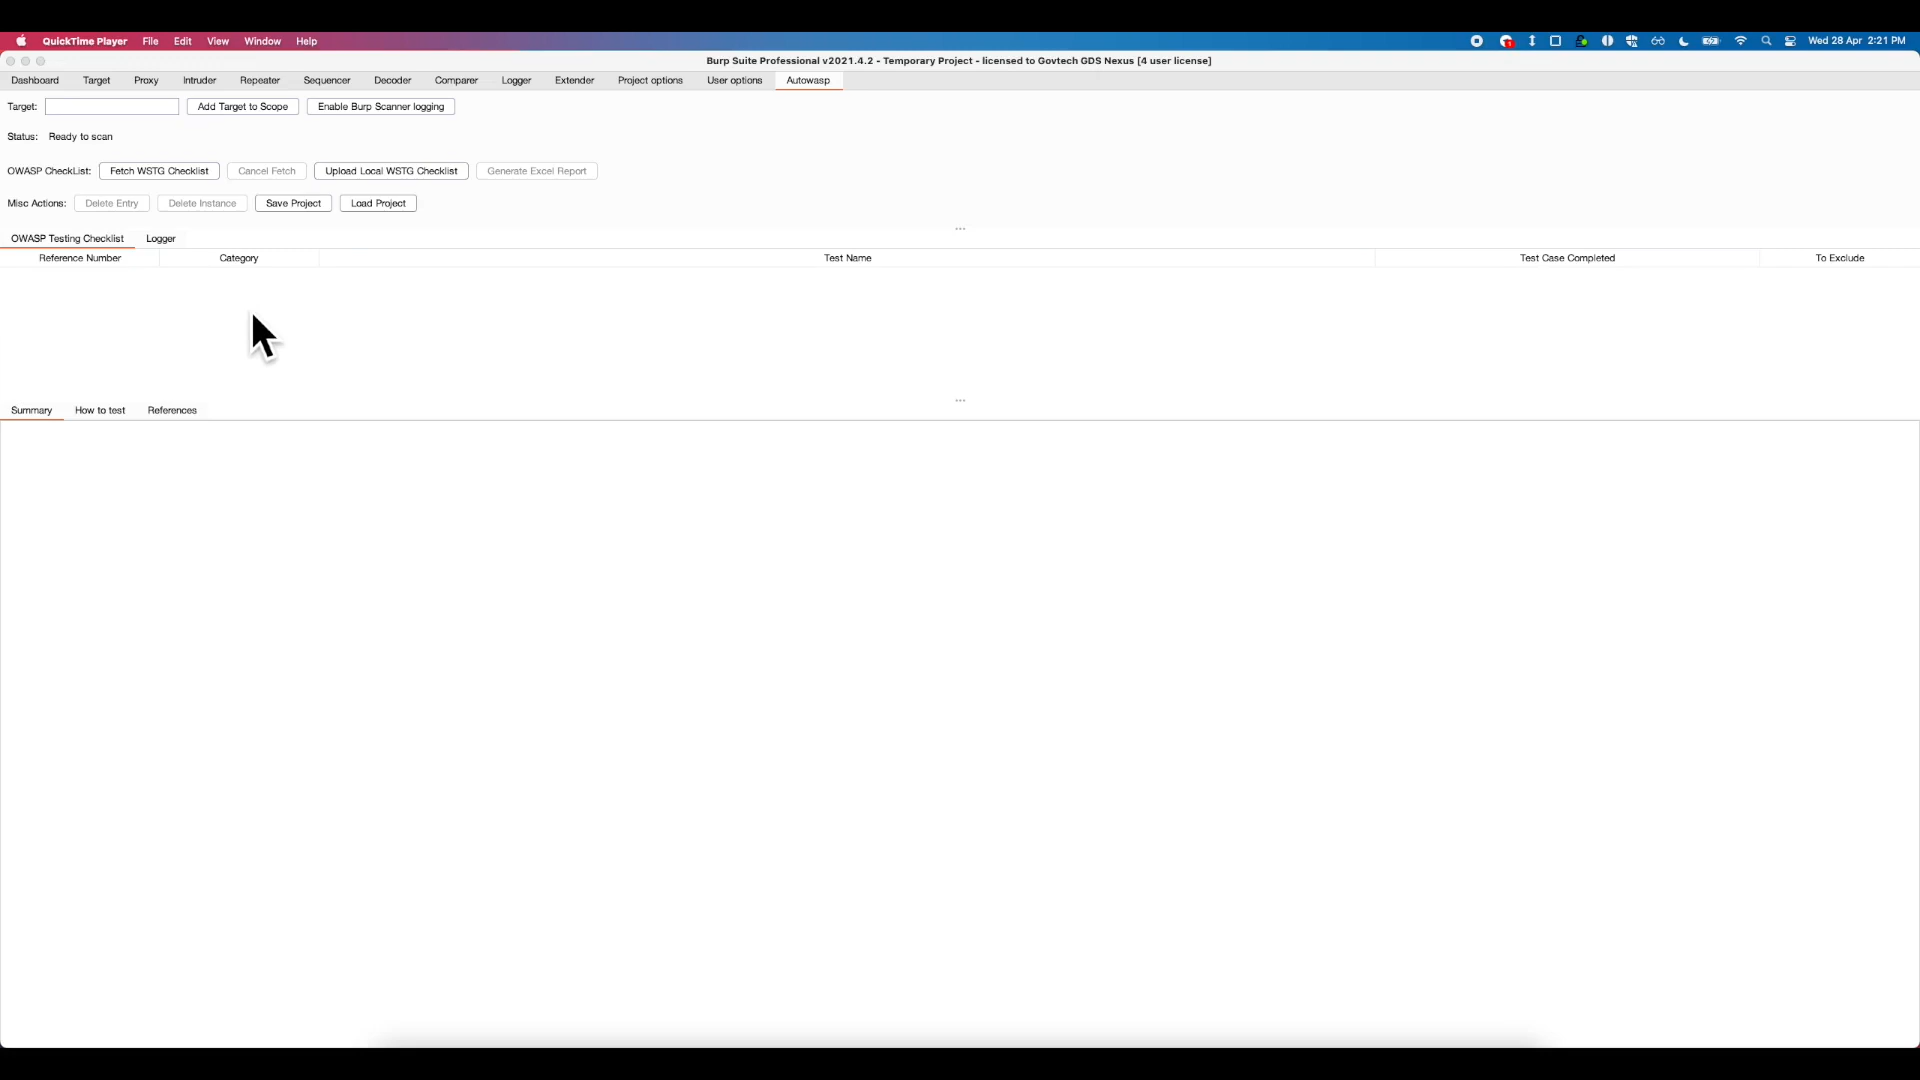 QuickTime Player File Edit View Window Help Wed 28 Apr 2:21 PM
Burp Suite Professional v2021.4.2 - Temporary Project - licensed to Govtech GDS Nexus [4 user license]
Dashboard Target Proxy Intruder Repeater Sequencer Decoder Comparer Logger Extender Project options User options Autowasp
Target: Add Target to Scope Enable Burp Scanner logging
Status: Ready to scan
OWASP CheckList: Fetch WSTG Checklist Cancel Fetch Upload Local WSTG Checklist Generate Excel Report
Misc Actions: Delete Entry Delete Instance Save Project Load Project
OWASP Testing Checklist Logger
Reference Number Category Test Name Test Case Completed To Exclude
Summary How to test References